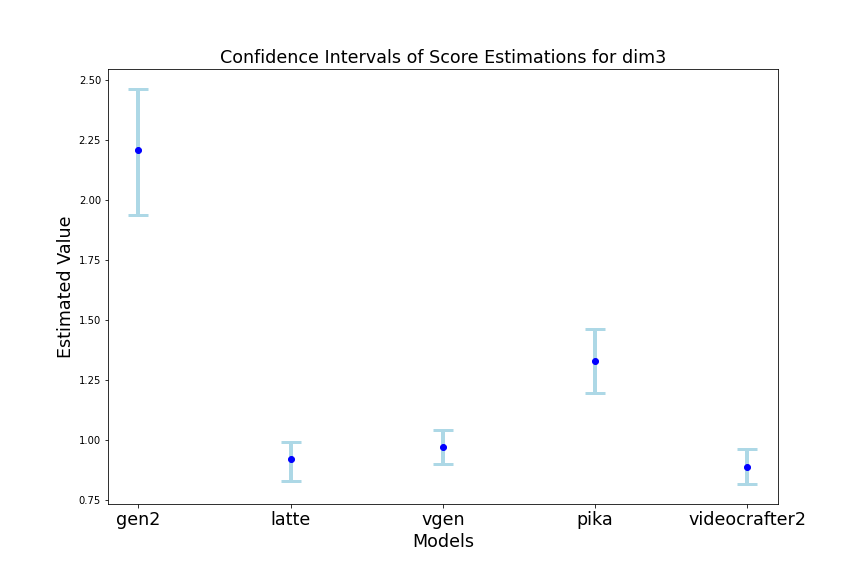 Confidence Intervals of Score Estimations for dim3
2.50
2.25
2.00
1.75
1.50
1.25
1.00
0.75
Estimated Value
gen2 latte vgen pika videocrafter2
Models